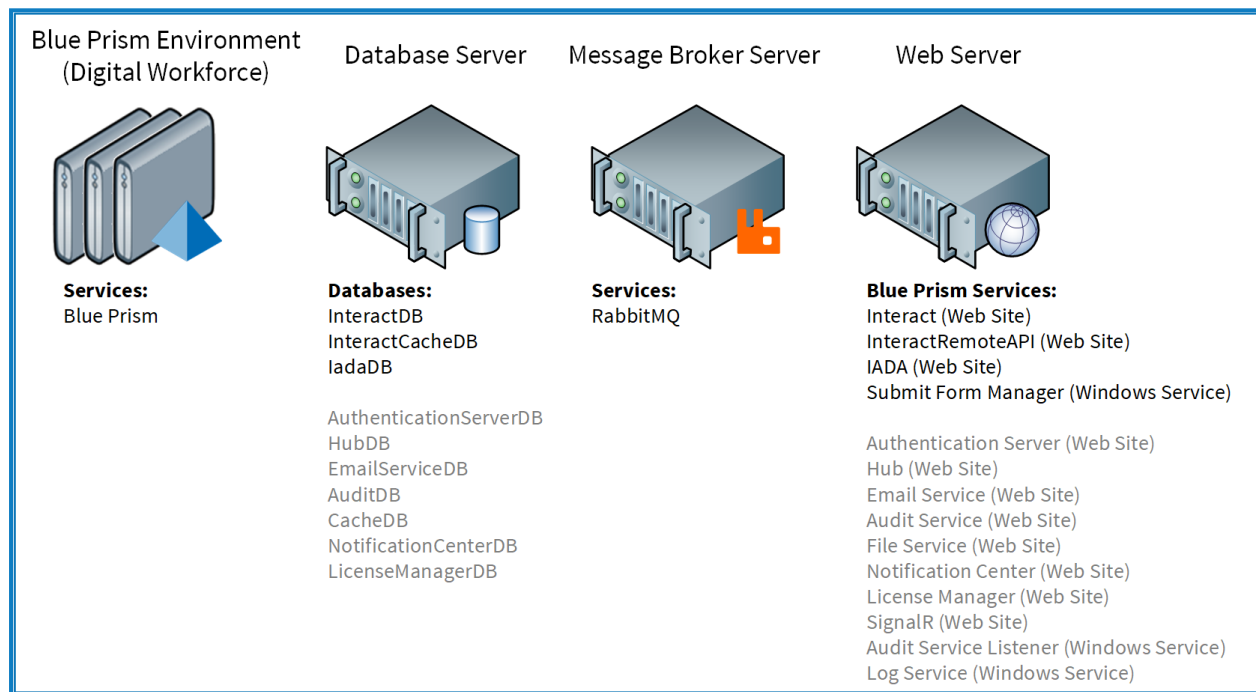 Blue Prism Environment
(Digital Workforce)
Database Server
Message Broker Server
Web Server
Services:
Blue Prism
Databases:
InteractDB
InteractCacheDB
IadaDB
AuthenticationServerDB
HubDB
EmailServiceDB
AuditDB
CacheDB
NotificationCenterDB
LicenseManagerDB
Services:
RabbitMQ
Blue Prism Services:
Interact (Web Site)
InteractRemoteAPI (Web Site)
IADA (Web Site)
Submit Form Manager (Windows Service)
Authentication Server (Web Site)
Hub (Web Site)
Email Service (Web Site)
Audit Service (Web Site)
File Service (Web Site)
Notification Center (Web Site)
License Manager (Web Site)
SignalR (Web Site)
Audit Service Listener (Windows Service)
Log Service (Windows Service)